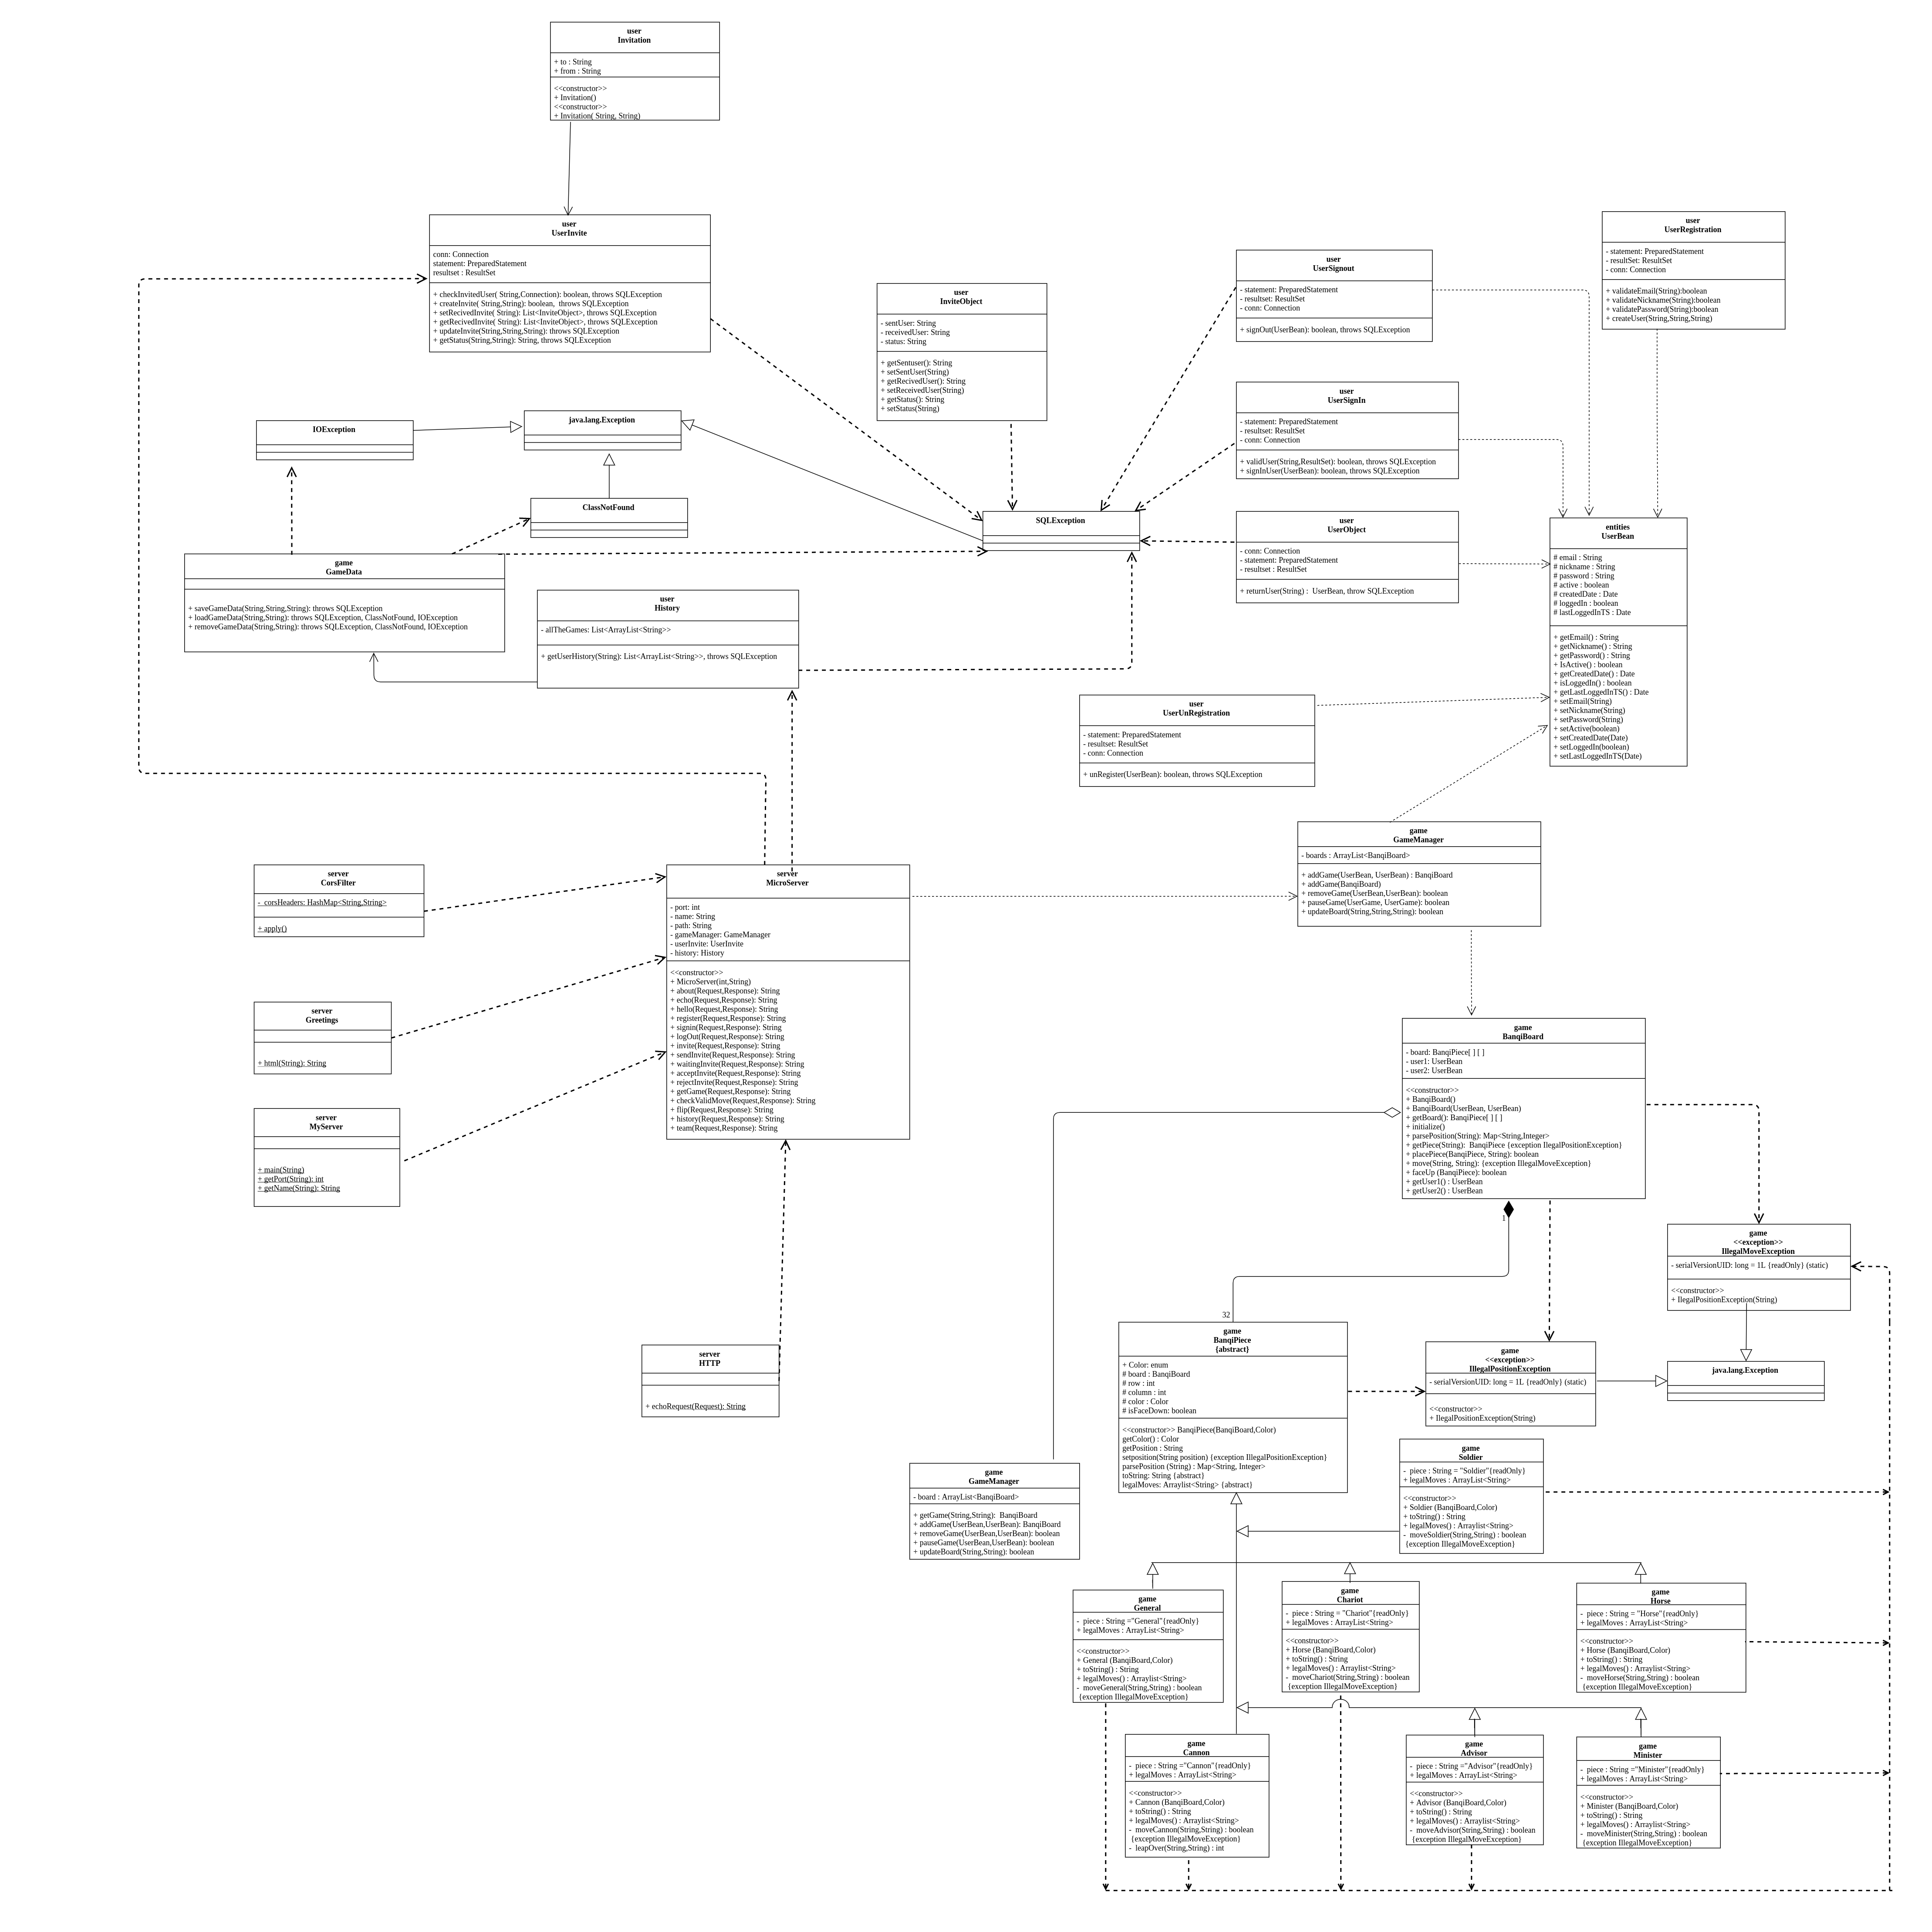 user
Invitation
+ to : String
+ from : String
<<constructor>>
+ Invitation()
<<constructor>>
+ Invitation( String, String)
user
UserInvite
conn: Connection
statement: PreparedStatement
resultset : ResultSet
+ checkInvitedUser( String,Connection): boolean, throws SQLException
+ createInvite( String,String): boolean,  throws SQLException
+ setRecivedInvite( String): List<InviteObject>, throws SQLException
+ getRecivedInvite( String): List<InviteObject>, throws SQLException
+ updateInvite(String,String,String): throws SQLException
+ getStatus(String,String): String, throws SQLException
user
UserRegistration
- statement: PreparedStatement
- resultSet: ResultSet
- conn: Connection
+ validateEmail(String):boolean
+ validateNickname(String):boolean
+ validatePassword(String):boolean
+ createUser(String,String,String)
user
UserSignout
- statement: PreparedStatement
- resultset: ResultSet
- conn: Connection
+ signOut(UserBean): boolean, throws SQLException
user
InviteObject
- sentUser: String
- receivedUser: String
- status: String
+ getSentuser(): String
+ setSentUser(String)
+ getRecivedUser(): String
+ setReceivedUser(String)
+ getStatus(): String
+ setStatus(String)
user
UserSignIn
- statement: PreparedStatement
- resultset: ResultSet
- conn: Connection
+ validUser(String,ResultSet): boolean, throws SQLException
+ signInUser(UserBean): boolean, throws SQLException
IOException
java.lang.Exception
ClassNotFound
SQLException
user
UserObject
- conn: Connection
- statement: PreparedStatement
- resultset : ResultSet
+ returnUser(String) :  UserBean, throw SQLException
entities
UserBean
# email : String
# nickname : String
# password : String
# active : boolean
# createdDate : Date
# loggedIn : boolean
# lastLoggedInTS : Date
+ getEmail() : String
+ getNickname() : String
+ getPassword() : String
+ IsActive() : boolean
+ getCreatedDate() : Date
+ isLoggedIn() : boolean
+ getLastLoggedInTS() : Date
+ setEmail(String)
+ setNickname(String)
+ setPassword(String)
+ setActive(boolean)
+ setCreatedDate(Date)
+ setLoggedIn(boolean)
+ setLastLoggedInTS(Date)
game
GameData
+ saveGameData(String,String,String): throws SQLException
+ loadGameData(String,String): throws SQLException, ClassNotFound, IOException
+ removeGameData(String,String): throws SQLException, ClassNotFound, IOException
user
History
- allTheGames: List<ArrayList<String>>
+ getUserHistory(String): List<ArrayList<String>>, throws SQLException
user
UserUnRegistration
- statement: PreparedStatement
- resultset: ResultSet
- conn: Connection
+ unRegister(UserBean): boolean, throws SQLException
game
GameManager
- boards : ArrayList<BanqiBoard>
+ addGame(UserBean, UserBean) : BanqiBoard
+ addGame(BanqiBoard)
+ removeGame(UserBean,UserBean): boolean
+ pauseGame(UserGame, UserGame): boolean
+ updateBoard(String,String,String): boolean
server
CorsFilter
-  corsHeaders: HashMap<String,String>
+ apply()
server
MicroServer
- port: int
- name: String
- path: String
- gameManager: GameManager
- userInvite: UserInvite
- history: History
<<constructor>>
+ MicroServer(int,String)
+ about(Request,Response): String
+ echo(Request,Response): String
+ hello(Request,Response): String
+ register(Request,Response): String
+ signin(Request,Response): String
+ logOut(Request,Response): String
+ invite(Request,Response): String
+ sendInvite(Request,Response): String
+ waitingInvite(Request,Response): String
+ acceptInvite(Request,Response): String
+ rejectInvite(Request,Response): String
+ getGame(Request,Response): String
+ checkValidMove(Request,Response): String
+ flip(Request,Response): String
+ history(Request,Response): String
+ team(Request,Response): String
server
Greetings
+ html(String): String
server
MyServer
+ main(String)
+ getPort(String): int
+ getName(String): String
game
BanqiBoard
- board: BanqiPiece[ ] [ ]
- user1: UserBean
- user2: UserBean
<<constructor>>
+ BanqiBoard()
+ BanqiBoard(UserBean, UserBean)
+ getBoard(): BanqiPiece[ ] [ ]
+ initialize()
+ parsePosition(String): Map<String,Integer>
+ getPiece(String):  BanqiPiece {exception IlegalPositionException}
+ placePiece(BanqiPiece, String): boolean
+ move(String, String): {exception IllegalMoveException}
+ faceUp (BanqiPiece): boolean
+ getUser1() : UserBean
+ getUser2() : UserBean
1
32
game
<<exception>>
IllegalMoveException
- serialVersionUID: long = 1L {readOnly} (static)
<<constructor>>
+ IlegalPositionException(String)
server
HTTP
+ echoRequest(Request): String
game
BanqiPiece
{abstract}
+ Color: enum
# board : BanqiBoard
# row : int
# column : int
# color : Color
# isFaceDown: boolean
<<constructor>> BanqiPiece(BanqiBoard,Color)
getColor() : Color
getPosition : String
setposition(String position) {exception IllegalPositionException}
parsePosition (String) : Map<String, Integer>
toString: String {abstract}
legalMoves: Arraylist<String> {abstract}
game
<<exception>>
IllegalPositionException
- serialVersionUID: long = 1L {readOnly} (static)
<<constructor>>
+ IlegalPositionException(String)
java.lang.Exception
game
GameManager
- board : ArrayList<BanqiBoard>
+ getGame(String,String):  BanqiBoard
+ addGame(UserBean,UserBean): BanqiBoard
+ removeGame(UserBean,UserBean): boolean
+ pauseGame(UserBean,UserBean): boolean
+ updateBoard(String,String): boolean
game
Soldier
-  piece : String = "Soldier"{readOnly}
+ legalMoves : ArrayList<String>
<<constructor>>
+ Soldier (BanqiBoard,Color)
+ toString() : String
+ legalMoves() : Arraylist<String>
-  moveSoldier(String,String) : boolean
{exception IllegalMoveException}
game
General
-  piece : String ="General"{readOnly}
+ legalMoves : ArrayList<String>
<<constructor>>
+ General (BanqiBoard,Color)
+ toString() : String
+ legalMoves() : Arraylist<String>
-  moveGeneral(String,String) : boolean
{exception IllegalMoveException}
game
Chariot
-  piece : String = "Chariot"{readOnly}
+ legalMoves : ArrayList<String>
<<constructor>>
+ Horse (BanqiBoard,Color)
+ toString() : String
+ legalMoves() : Arraylist<String>
-  moveChariot(String,String) : boolean
{exception IllegalMoveException}
game
Horse
-  piece : String = "Horse"{readOnly}
+ legalMoves : ArrayList<String>
<<constructor>>
+ Horse (BanqiBoard,Color)
+ toString() : String
+ legalMoves() : Arraylist<String>
-  moveHorse(String,String) : boolean
{exception IllegalMoveException}
game
Cannon
-  piece : String ="Cannon"{readOnly}
+ legalMoves : ArrayList<String>
<<constructor>>
+ Cannon (BanqiBoard,Color)
+ toString() : String
+ legalMoves() : Arraylist<String>
-  moveCannon(String,String) : boolean
{exception IllegalMoveException}
-  leapOver(String,String) : int
game
Advisor
-  piece : String ="Advisor"{readOnly}
+ legalMoves : ArrayList<String>
<<constructor>>
+ Advisor (BanqiBoard,Color)
+ toString() : String
+ legalMoves() : Arraylist<String>
-  moveAdvisor(String,String) : boolean
{exception IllegalMoveException}
game
Minister
-  piece : String ="Minister"{readOnly}
+ legalMoves : ArrayList<String>
<<constructor>>
+ Minister (BanqiBoard,Color)
+ toString() : String
+ legalMoves() : Arraylist<String>
-  moveMinister(String,String) : boolean
{exception IllegalMoveException}